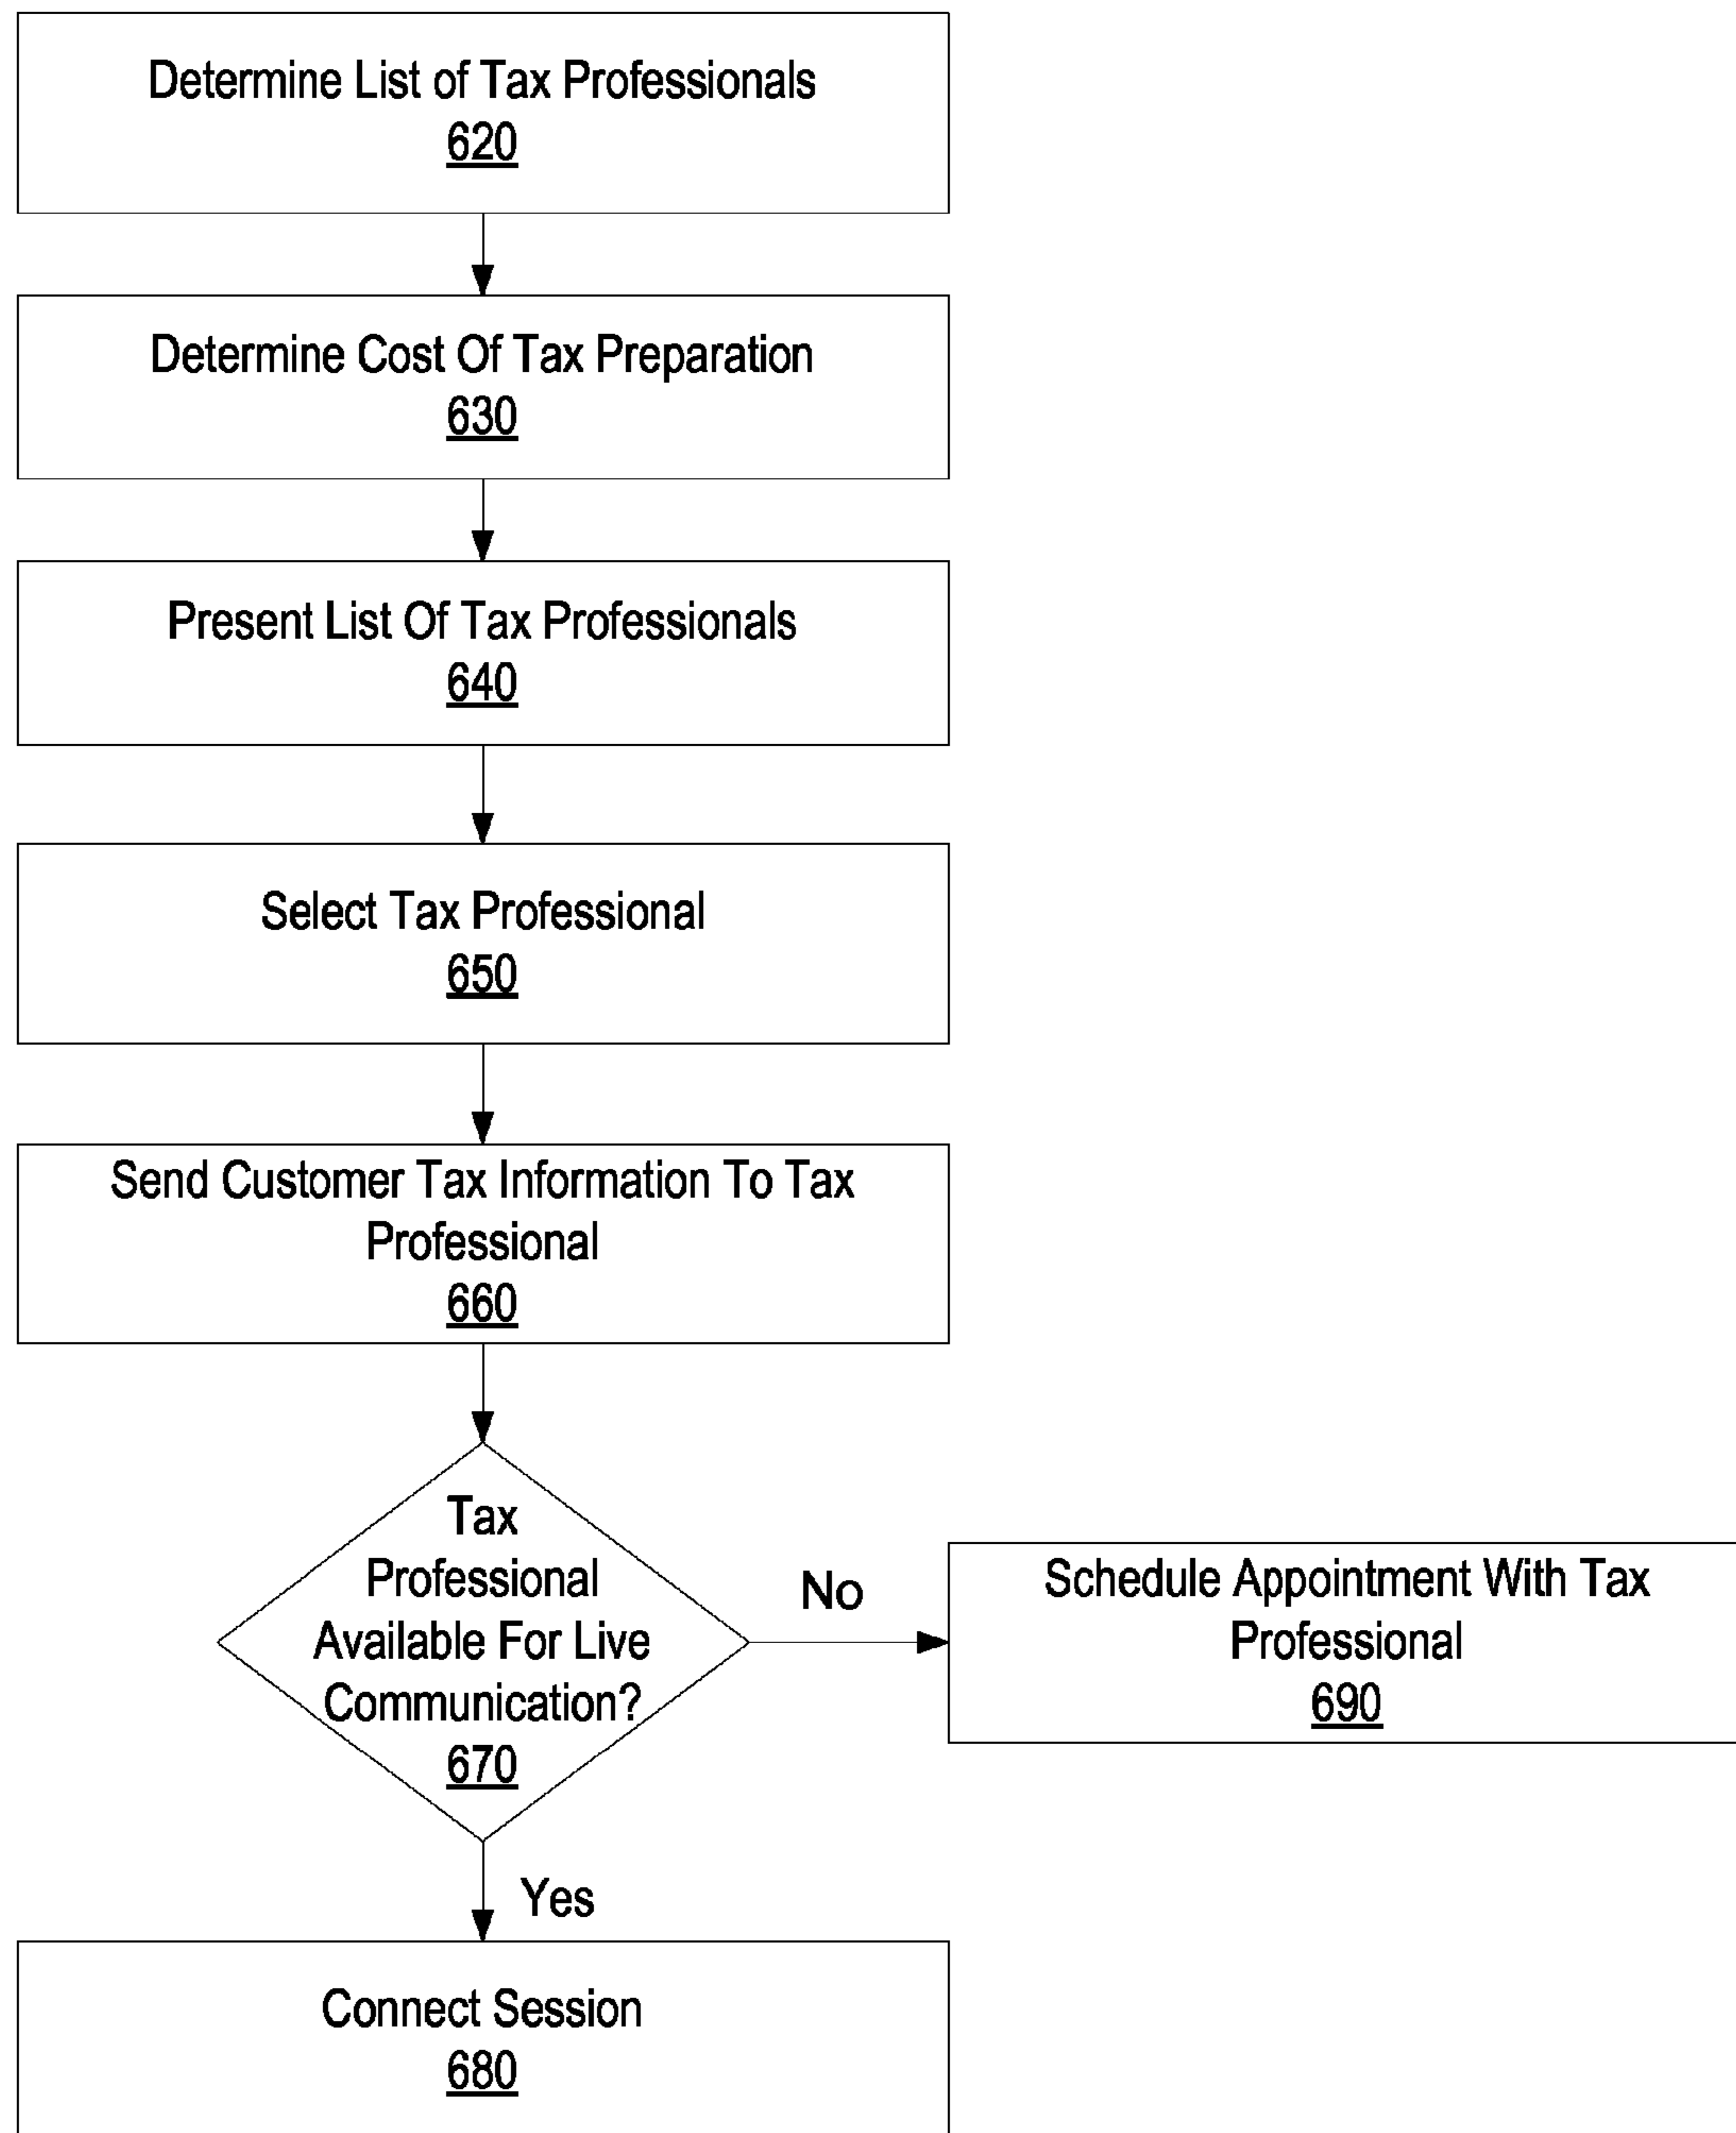 Determine List of Tax Professionals
620
Determine Cost Of Tax Preparation
630
Present List Of Tax Professionals
640
Select Tax Professional
650
Send Customer Tax Information To Tax
Professional
660
Tax
Professional
Available For Live
Communication?
670
No
Schedule Appointment With Tax
Professional
690
Yes
Connect Session
680